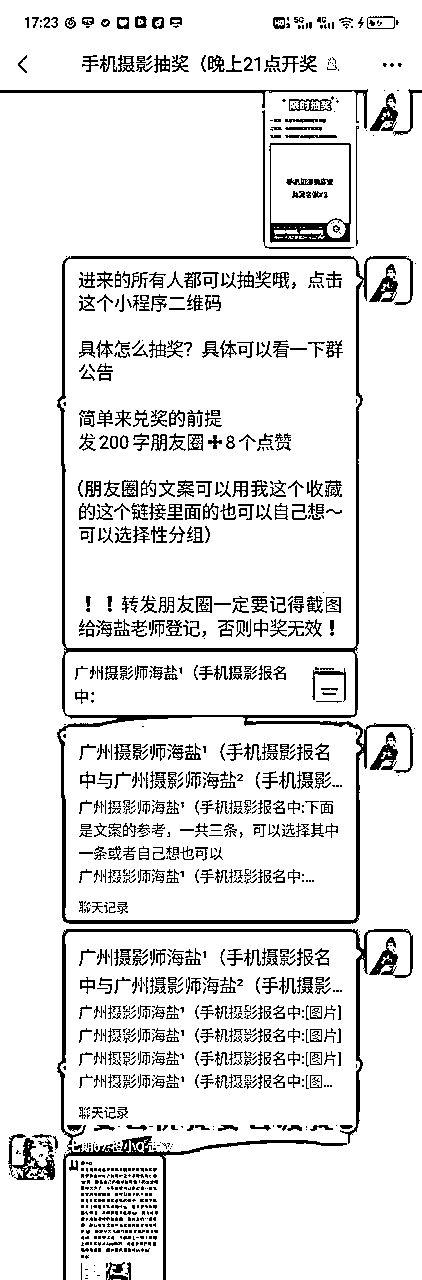 17:23
手机摄影抽奖（晚上21点开奖
限时抽奖
进来的所有人都可以抽奖哦，点击
这个小程序二维码
具体怎么抽奖？具体可以看一下群
公告
简单来兑奖的前提
发200字朋友圈➕8个点赞
（朋友圈的文案可以用我这个收藏
的这个链接里面的也可以自己想～
可以选择性分组）
！！转发朋友圈一定要记得截图
给海盐老师登记，否则中奖无效！
广州摄影师海盐¹（手机摄影报名
中:
广州摄影师海盐¹（手机摄影报名
中与广州摄影师海盐²（手机摄影...
广州摄影师海盐¹（手机摄影报名中:下面
是文案的参考，一共三条，可以选择其中
一条或者自己想也可以
广州摄影师海盐¹（手机摄影报名中:...
聊天记录
广州摄影师海盐¹（手机摄影报名
中与广州摄影师海盐²（手机摄影...
广州摄影师海盐¹（手机摄影报名中:[图片]
广州摄影师海盐¹（手机摄影报名中:[图片]
广州摄影师海盐¹（手机摄影报名中:[图片]
广州摄影师海盐¹（手机摄影报名中:[图...
聊天记录